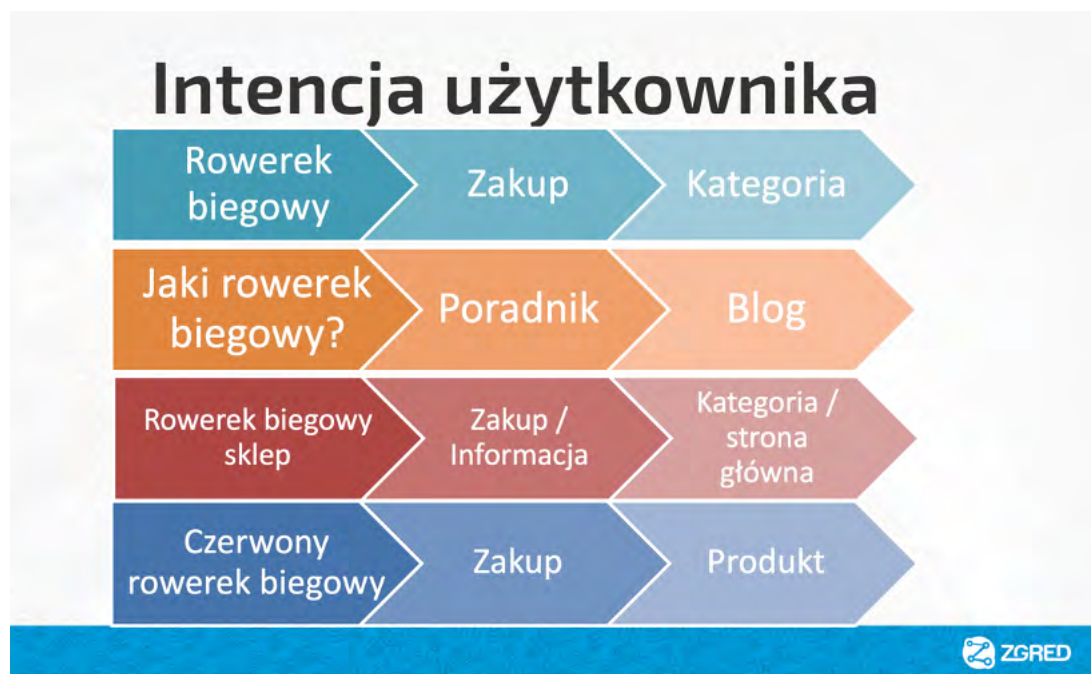 Intencja użytkownika
Rowerek
biegowy
Zakup
Kategoria
Jaki rowerek
biegowy?
Poradnik
Blog
Rowerek biegowy
sklep
Zakup /
Informacja
Kategoria /
strona
główna
Czerwony
rowerek biegowy
Zakup
Produkt
ZGRED